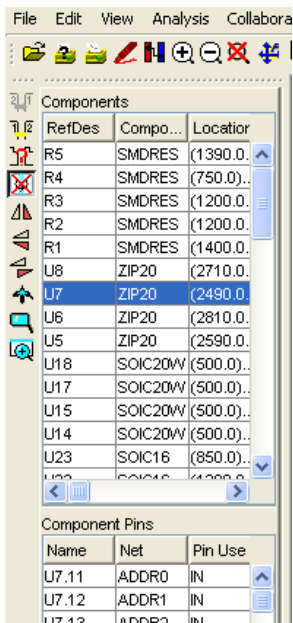 File Edit View Analysis Collabora
Components
RefDes Compo... Location
R5 SMDRES (1390.0.
R4 SMDRES (750.0)..
R3 SMDRES (1200.0.
R2 SMDRES (1200.0.
R1 SMDRES (1400.0.
U8 ZIP20 (2710.0.
U7 ZIP20 (2490.0.
U6 ZIP20 (2810.0.
U5 ZIP20 (2590.0.
U18 SOIC20W (500.0)..
U17 SOIC20W (500.0)..
U15 SOIC20W (500.0)..
U14 SOIC20W (500.0)..
U23 SOIC16 (850.0)..
Component Pins
Name Net Pin Use
U7.11 ADDR0 IN
U7.12 ADDR1 IN
U7.13 ADDR2 IN